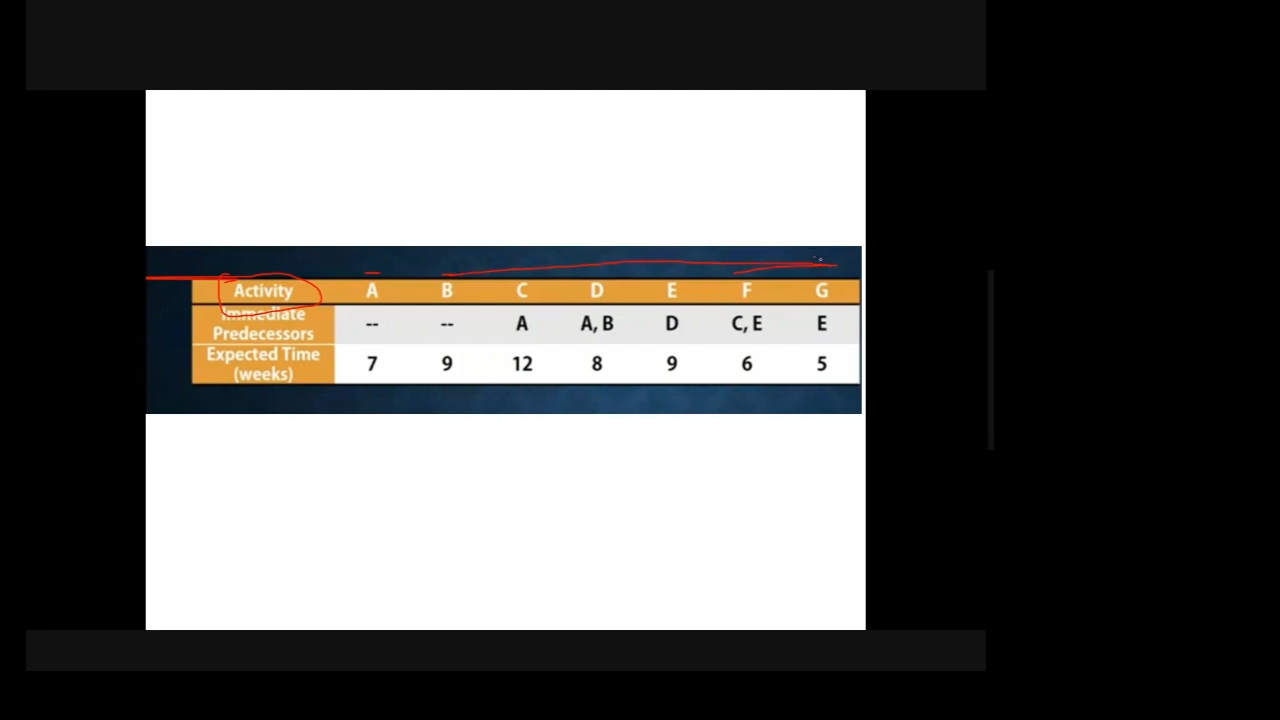 Activity A B C D E F G
Immediate
Predecessors -- -- A A, B D C, E E
Expected Time
(weeks) 7 9 12 8 9 6 5